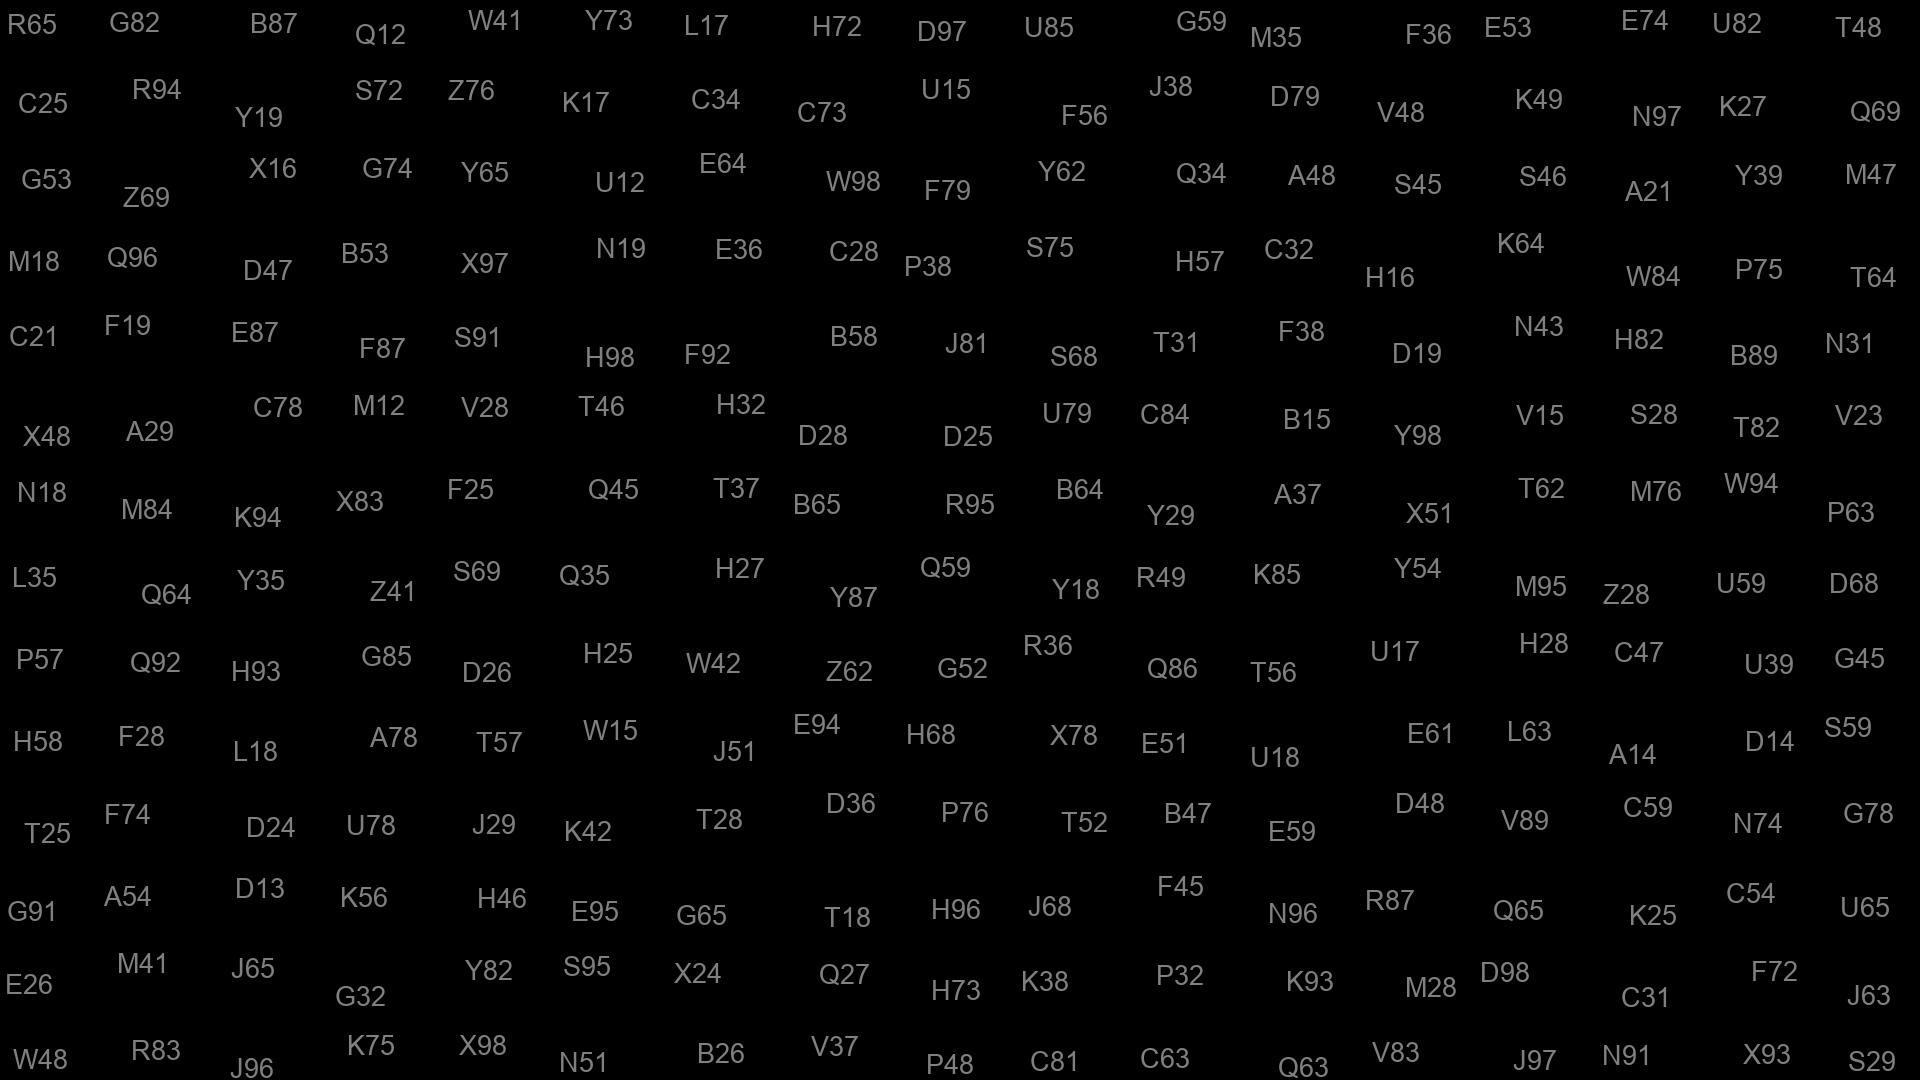 R65 G82 B87 Q12 W41 Y73 L17 H72 D97 U85 G59 M35 F36 E53 E74 U82 T48
C25 R94 Y19 S72 Z76 K17 C34 C73 U15 F56 J38 D79 V48 K49 N97 K27 Q69
G53 Z69 X16 G74 Y65 U12 E64 W98 F79 Y62 Q34 A48 S45 S46 A21 Y39 M47
M18 Q96 D47 B53 X97 N19 E36 C28 P38 S75 H57 C32 H16 K64 W84 P75 T64
C21 F19 E87 F87 S91 H98 F92 B58 J81 S68 T31 F38 D19 N43 H82 B89 N31
X48 A29 C78 M12 V28 T46 H32 D28 D25 U79 C84 B15 Y98 V15 S28 T82 V23
N18 M84 K94 X83 F25 Q45 T37 B65 R95 B64 Y29 A37 X51 T62 M76 W94 P63
L35 Q64 Y35 Z41 S69 Q35 H27 Y87 Q59 Y18 R49 K85 Y54 M95 Z28 U59 D68
P57 Q92 H93 G85 D26 H25 W42 Z62 G52 R36 Q86 T56 U17 H28 C47 U39 G45
H58 F28 L18 A78 T57 W15 J51 E94 H68 X78 E51 U18 E61 L63 A14 D14 S59
T25 F74 D24 U78 J29 K42 T28 D36 P76 T52 B47 E59 D48 V89 C59 N74 G78
G91 A54 D13 K56 H46 E95 G65 T18 H96 J68 F45 N96 R87 Q65 K25 C54 U65
E26 M41 J65 G32 Y82 S95 X24 Q27 H73 K38 P32 K93 M28 D98 C31 F72 J63
W48 R83 J96 K75 X98 N51 B26 V37 P48 C81 C63 Q63 V83 J97 N91 X93 S29